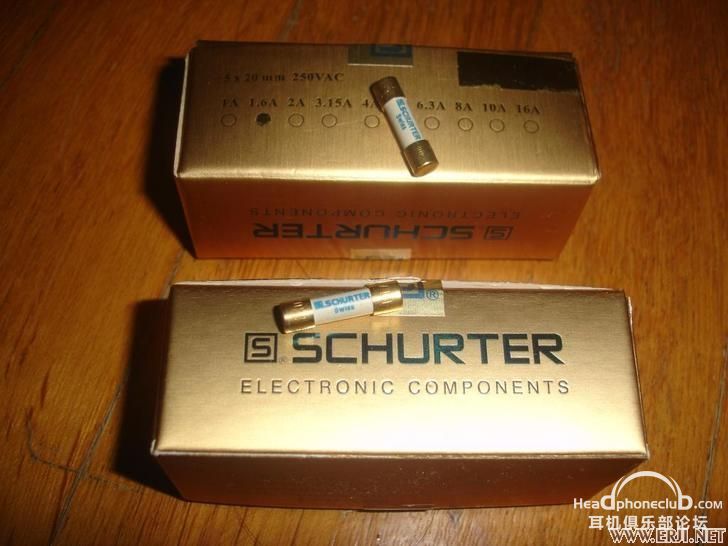 5 x 20 mm 250VAC
1A 1.6A 2A 3.15A 4A 6.3A 8A 10A 16A
SCHURTER
Swiss
ELECTRONIC COMPONENTS
S SCHURTER
SCHURTER
Swiss
®
S® SCHURTER
ELECTRONIC COMPONENTS
HeadphoneclubD.com
耳机俱乐部论坛
WWW.ERJI.NET